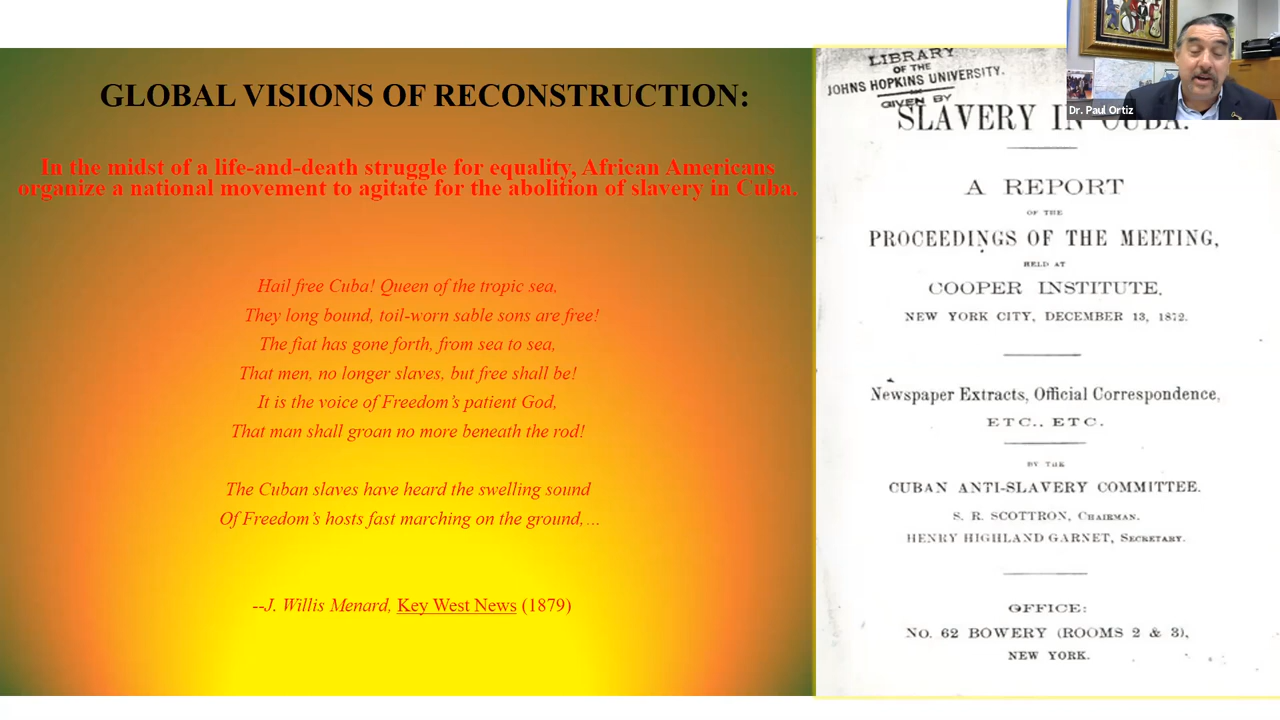 GLOBAL VISIONS OF RECONSTRUCTION:
In the midst of a life-and-death struggle for equality, African Americans
organize a national movement to agitate for the abolition of slavery in Cuba.
Hail free Cuba! Queen of the tropic sea,
They long bound, toil-worn sable sons are free!
The fiat has gone forth, from sea to sea,
That men, no longer slaves, but free shall be!
It is the voice of Freedom’s patient God,
That man shall groan no more beneath the rod!
The Cuban slaves have heard the swelling sound
Of Freedom’s hosts fast marching on the ground,…
--J. Willis Menard, Key West News (1879)
LIBRARY
OF THE
JOHNS HOPKINS UNIVERSITY.
GIVEN BY
SLAVERY IN CUBA.
A REPORT
OF THE
PROCEEDINGS OF THE MEETING,
HELD AT
COOPER INSTITUTE,
NEW YORK CITY, DECEMBER 13, 1872.
Newspaper Extracts, Official Correspondence,
ETC., ETC.
BY THE
CUBAN ANTI-SLAVERY COMMITTEE.
S. R. SCOTTRON, CHAIRMAN.
HENRY HIGHLAND GARNET, SECRETARY.
OFFICE:
No. 62 BOWERY (ROOMS 2 & 3),
NEW YORK.
Dr. Paul Ortiz